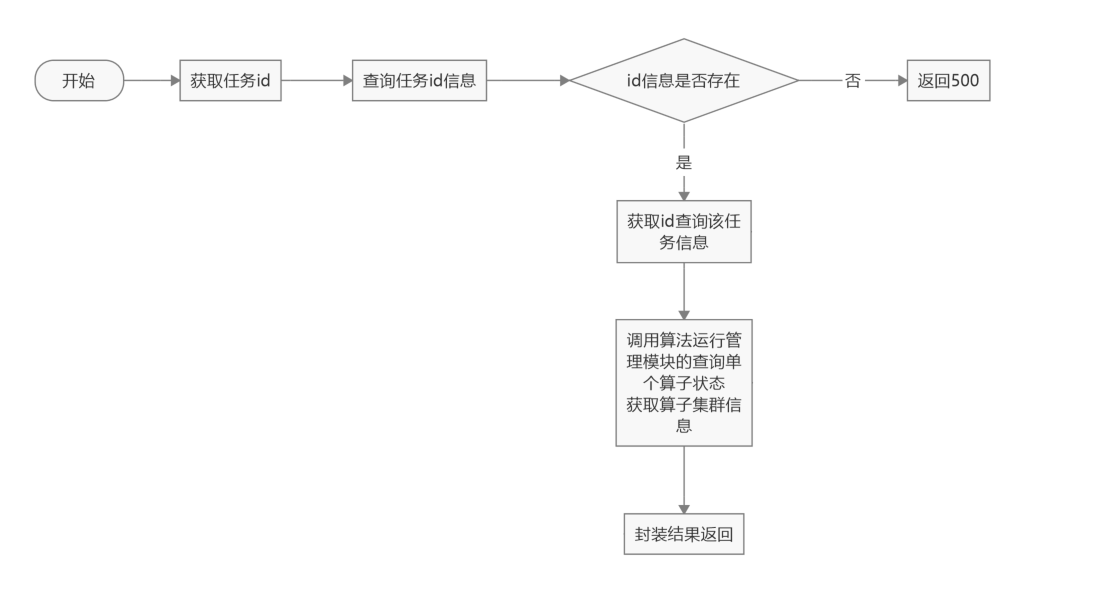 开始
获取任务id
查询任务id信息
id信息是否存在
否
返回500
是
获取id查询该任
务信息
调用算法运行管
理模块的查询单
个算子状态
获取算子集群信
息
封装结果返回